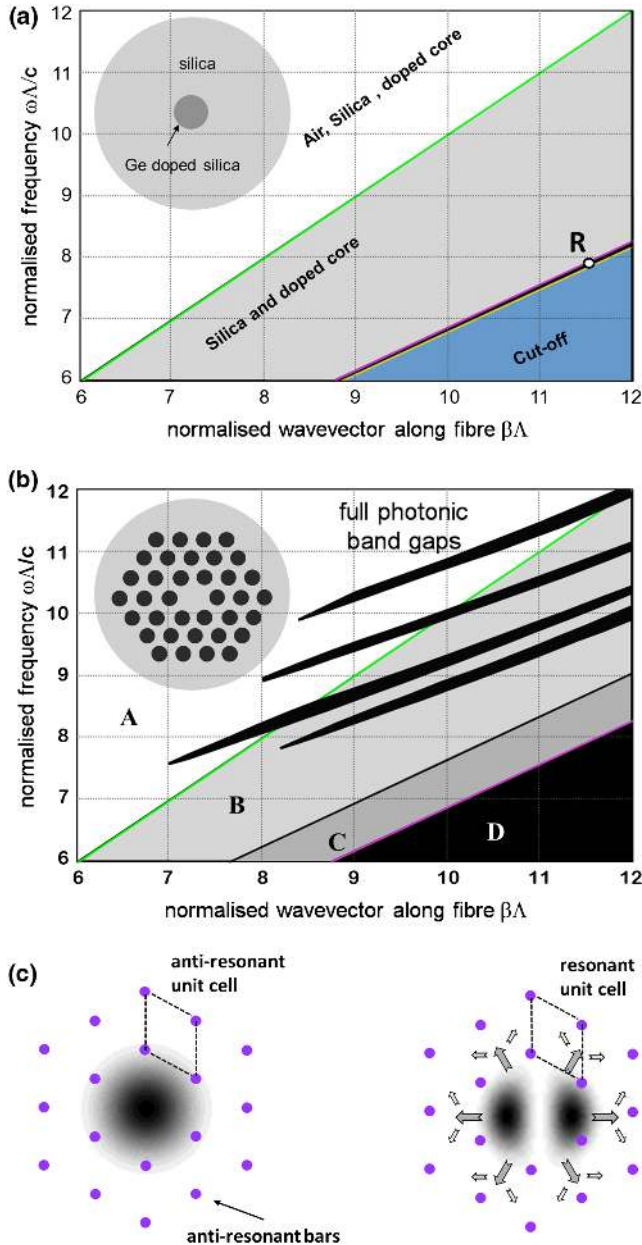 (a)
12
11
10
9
8
7
6
normalised frequency ωΛ/c
silica
Ge doped silica
Air, Silica , doped core
Silica and doped core
R
Cut-off
6 7 8 9 10 11 12
normalised wavevector along fibre βΛ
(b)
12
11
10
9
8
7
6
normalised frequency ωΛ/c
full photonic
band gaps
A
B
C
D
6 7 8 9 10 11 12
normalised wavevector along fibre βΛ
(c)
anti-resonant
unit cell
anti-resonant bars
resonant
unit cell